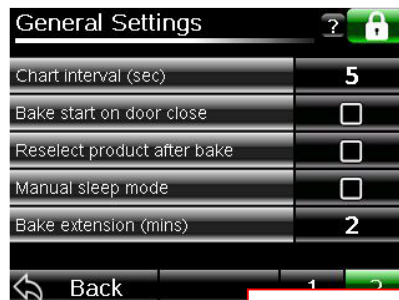 General Settings ?
Chart interval (sec) 5
Bake start on door close
Reselect product after bake
Manual sleep mode
Bake extension (mins) 2
Back 1